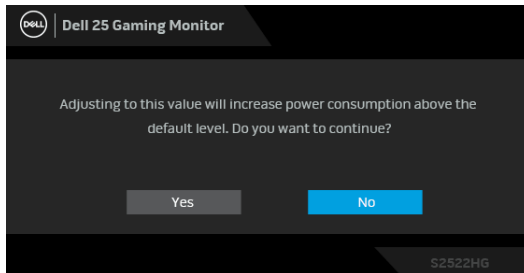 DELL
Dell 25 Gaming Monitor
Adjusting to this value will increase power consumption above the
default level. Do you want to continue?
Yes
No
S2522HG